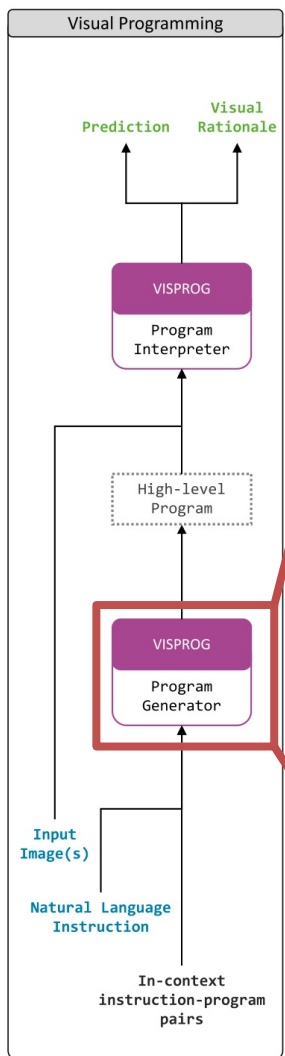 Visual Programming
Visual
Prediction Rationale
VISPROG
Program
Interpreter
High-level
Program
VISPROG
Program
Generator
Input
Image(s)
Natural Language
Instruction
In-context
instruction-program
pairs